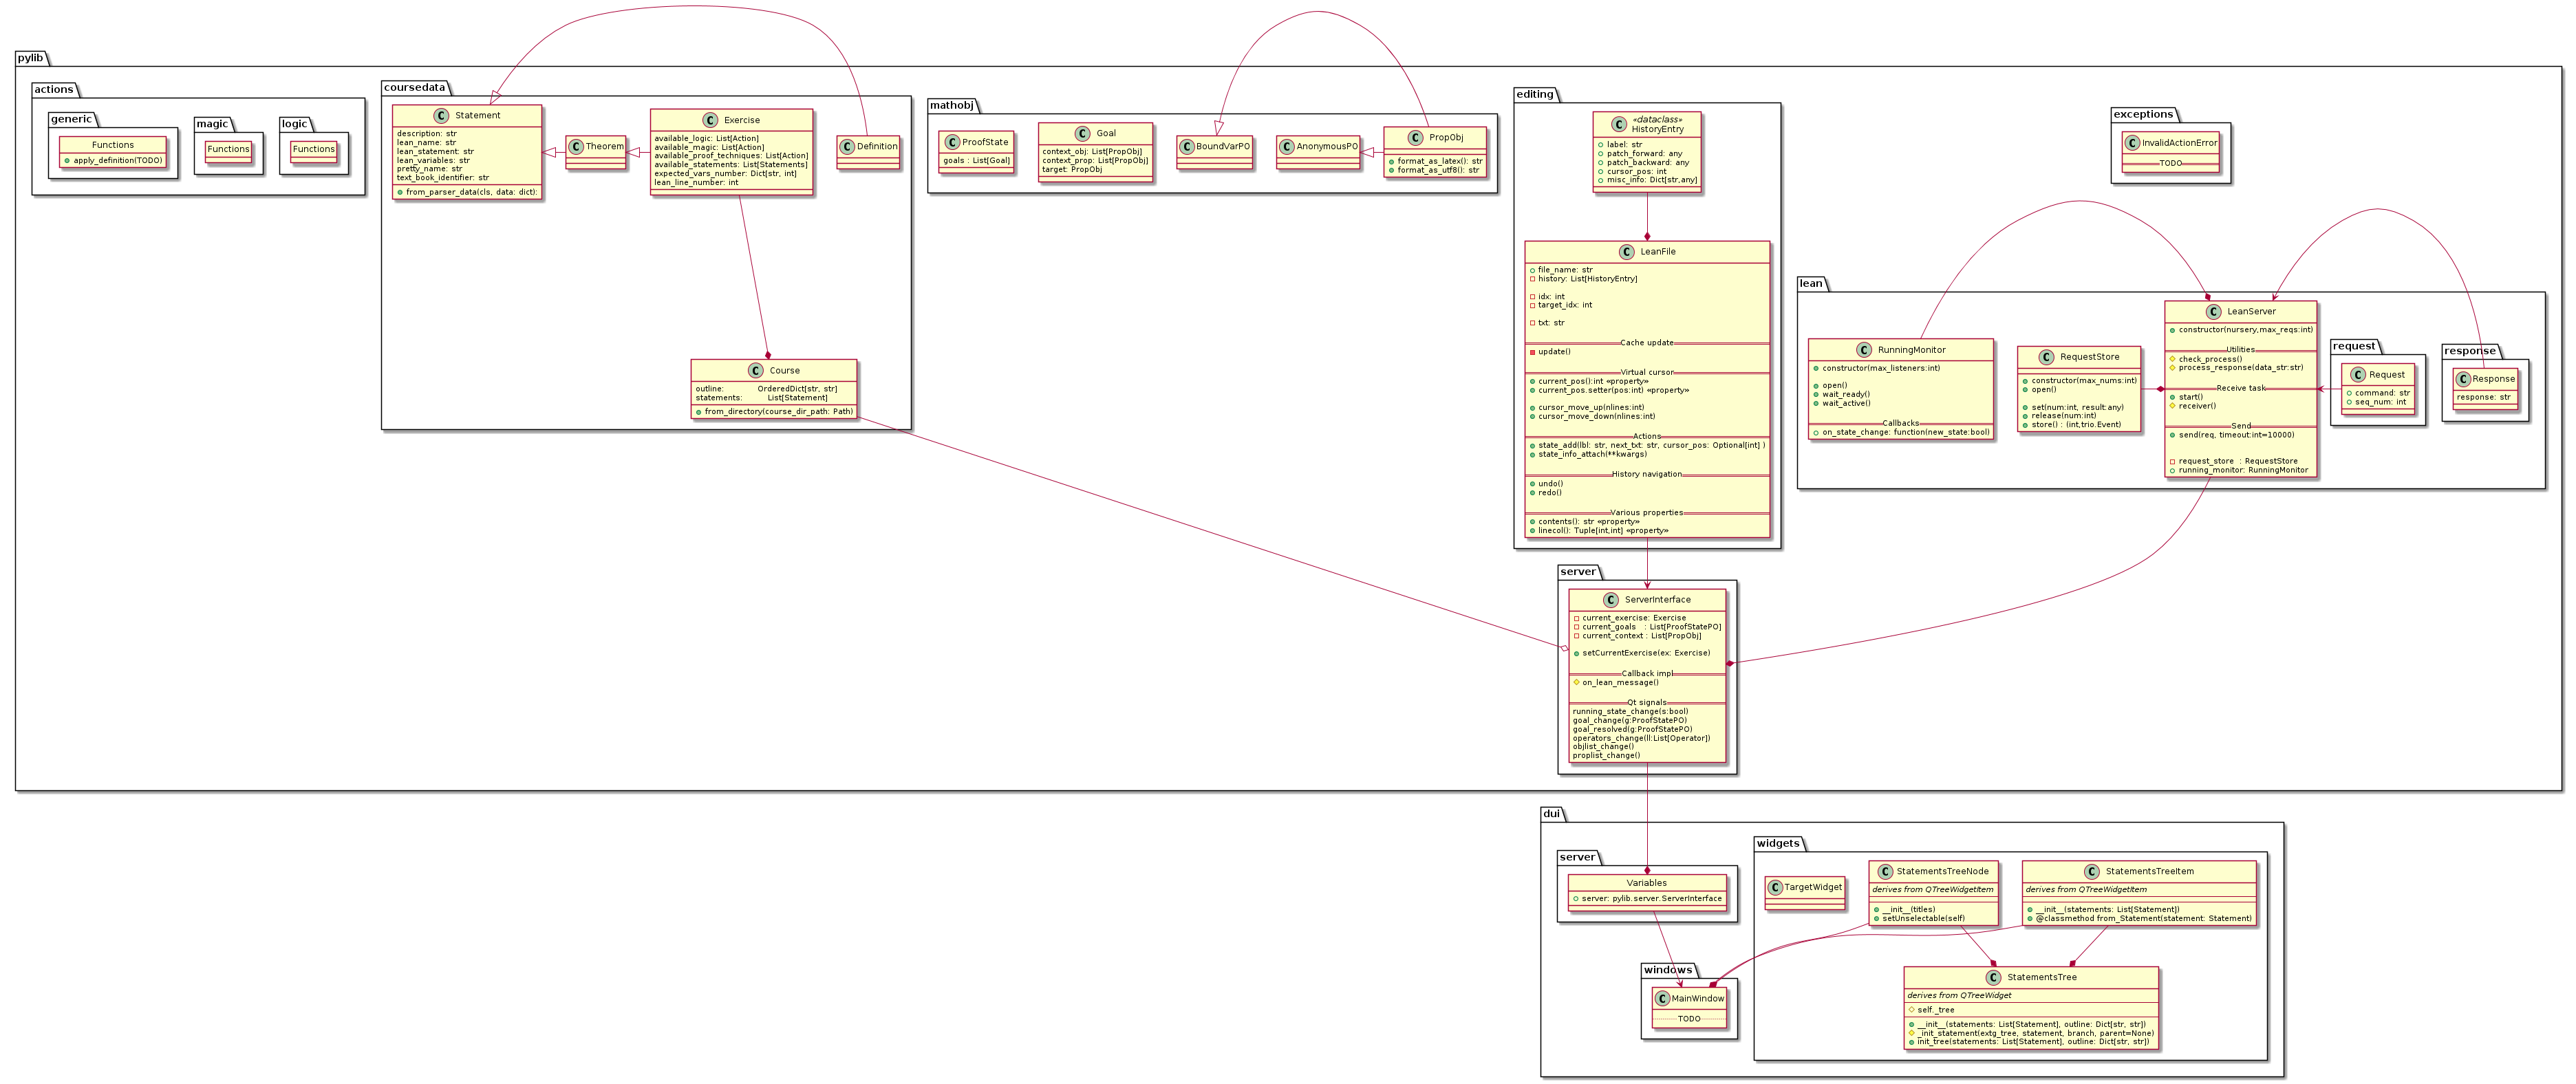 pylib
actions
generic
Functions
apply_definition(TODO)
magic
Functions
logic
Functions
coursedata
Statement
description: str
lean_name: str
lean_statement: str
lean_variables: str
pretty_name: str
text_book_identifier: str
from_parser_data(cls, data: dict):
Theorem
Exercise
available_logic: List[Action]
available_magic: List[Action]
available_proof_techniques: List[Action]
available_statements: List[Statements]
expected_vars_number: Dict[str, int]
lean_line_number: int
Definition
Course
outline: OrderedDict[str, str]
statements: List[Statement]
from_directory(course_dir_path: Path)
mathobj
ProofState
goals : List[Goal]
Goal
context_obj: List[PropObj]
context_prop: List[PropObj]
target: PropObj
BoundVarPO
AnonymousPO
PropObj
format_as_latex(): str
format_as_utf8(): str
editing
«dataclass»
HistoryEntry
label: str
patch_forward: any
patch_backward: any
cursor_pos: int
misc_info: Dict[str,any]
LeanFile
file_name: str
history: List[HistoryEntry]
idx: int
target_idx: int
txt: str
Cache update
update()
Virtual cursor
current_pos():int «property»
current_pos.setter(pos:int) «property»
cursor_move_up(nlines:int)
cursor_move_down(nlines:int)
Actions
state_add(lbl: str, next_txt: str, cursor_pos: Optional[int] )
state_info_attach(**kwargs)
History navigation
undo()
redo()
Various properties
contents(): str «property»
linecol(): Tuple[int,int] «property»
exceptions
InvalidActionError
TODO
lean
RunningMonitor
constructor(max_listeners:int)
open()
wait_ready()
wait_active()
Callbacks
on_state_change: function(new_state:bool)
RequestStore
constructor(max_nums:int)
open()
set(num:int, result:any)
release(num:int)
store() : (int,trio.Event)
LeanServer
constructor(nursery,max_reqs:int)
Utilities
check_process()
process_response(data_str:str)
Receive task
start()
receiver()
Send
send(req, timeout:int=10000)
request_store : RequestStore
running_monitor: RunningMonitor
request
Request
command: str
seq_num: int
response
Response
response: str
server
ServerInterface
current_exercise: Exercise
current_goals : List[ProofStatePO]
current_context : List[PropObj]
setCurrentExercise(ex: Exercise)
Callback impl
on_lean_message()
Qt signals
running_state_change(s:bool)
goal_change(g:ProofStatePO)
goal_resolved(g:ProofStatePO)
operators_change(ll:List[Operator])
objlist_change()
proplist_change()
dui
server
Variables
server: pylib.server.ServerInterface
windows
MainWindow
TODO
widgets
TargetWidget
StatementsTreeNode
derives from QTreeWidgetItem
__init__(titles)
setUnselectable(self)
StatementsTreeItem
derives from QTreeWidgetItem
__init__(statements: List[Statement])
@classmethod from_Statement(statement: Statement)
StatementsTree
derives from QTreeWidget
self._tree
__init__(statements: List[Statement], outline: Dict[str, str])
_init_statement(extg_tree, statement, branch, parent=None)
init_tree(statements: List[Statement], outline: Dict[str, str])